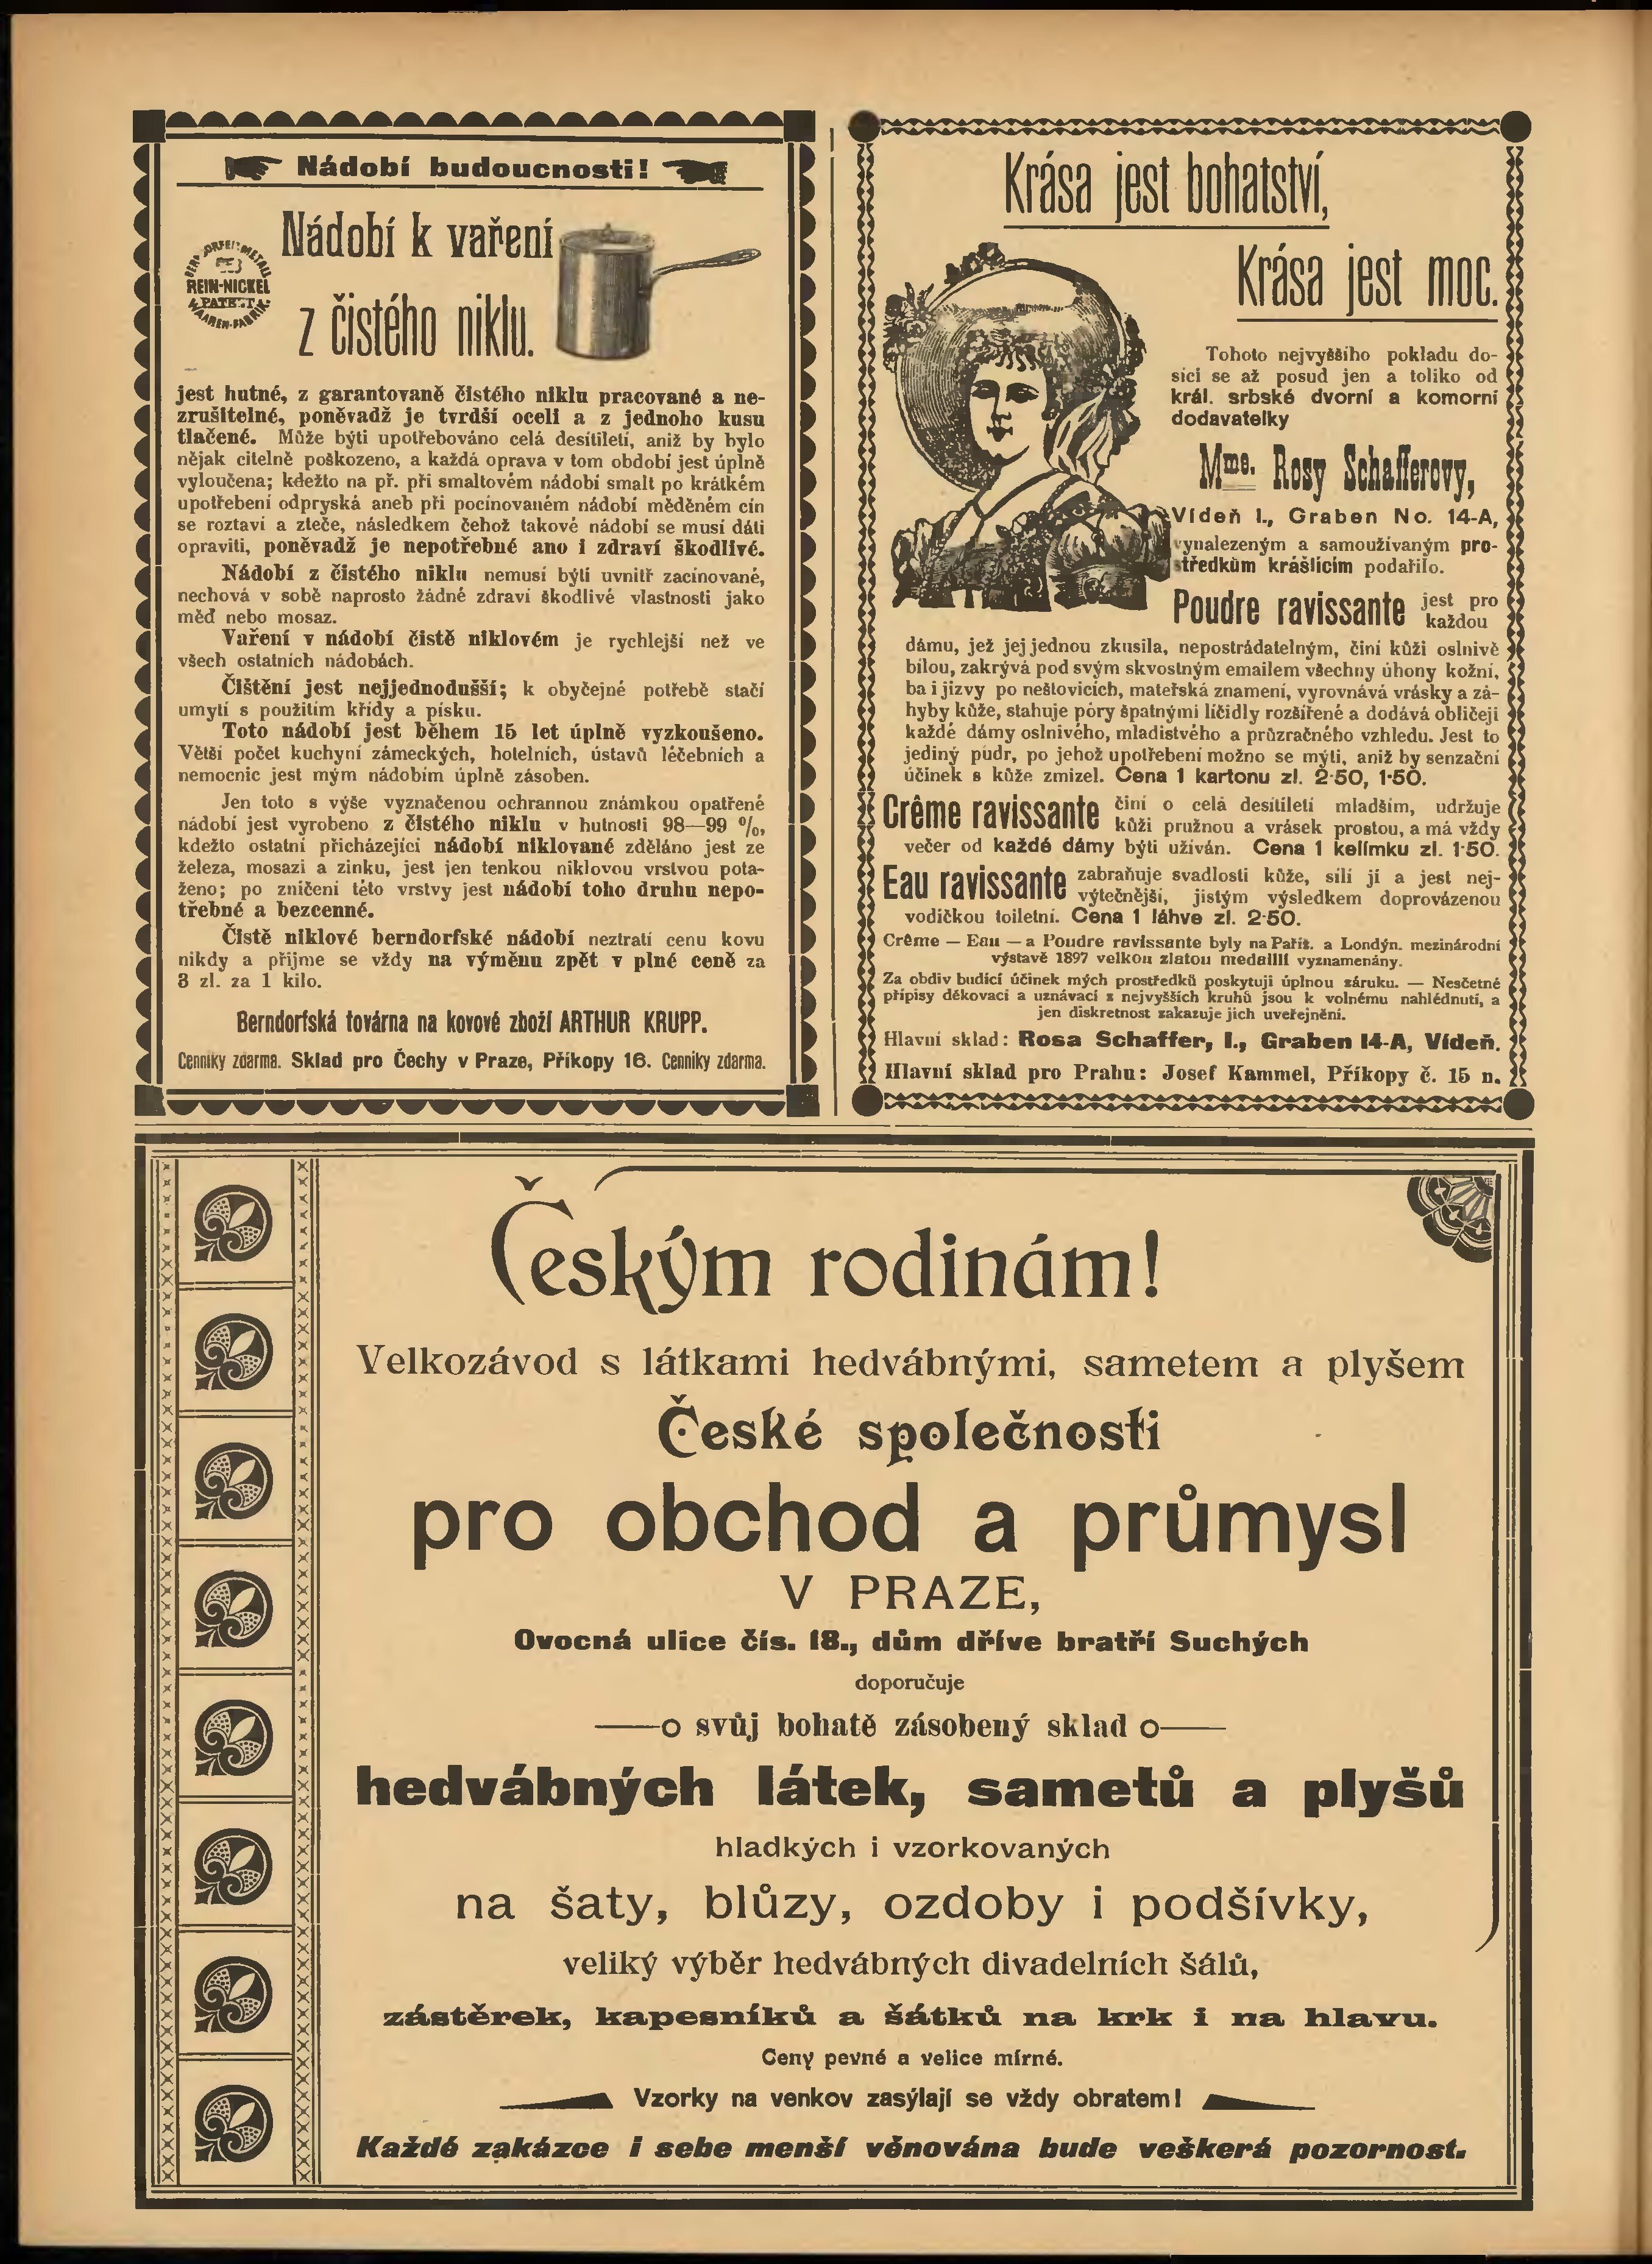 Nádobí budoucnosti!
Nádobí k vaření
z čistého niklu.
REIN-NICKEL
jest hutné, z garantovaně čistého niklu pracované a ne-
zrušitelné, poněvadž je tvrdší oceli a z jednoho kusu
tlačené. Může býti upotřebováno celá desítiletí, aniž by bylo
nějak citelně poškozeno, a každá oprava v tom období jest úplně
vyloučena; kdežto na př. při smaltovém nádobí smalt po krátkém
upotřebení odpryská aneb při pocínovaném nádobí měděném cín
se roztaví a zteče, následkem čehož takové nádobí se musí dáti
opraviti, poněvadž je nepotřebné ano i zdraví škodlivé.
Nádobí z čistého niklu nemusí býti uvnitř zacínované,
nechová v sobě naprosto žádné zdraví škodlivé vlastnosti jako
měď nebo mosaz.
Vaření v nádobí čistě niklovém je rychlejší než ve
všech ostatních nádobách.
Čištění jest nejjednodušší; k obyčejné potřebě stačí
umytí s použitím křídy a písku.
Toto nádobí jest během 15 let úplně vyzkoušeno.
Větší počet kuchyní zámeckých, hotelních, ústavů léčebních a
nemocnic jest mým nádobím úplně zásoben.
Jen toto s výše vyznačenou ochrannou známkou opatřené
nádobí jest vyrobeno z čistého niklu v hutnosti 98—99 %,
kdežto ostatní přicházející nádobí niklované zděláno jest ze
železa, mosazi a zinku, jest jen tenkou niklovou vrstvou pota-
ženo; po zničení této vrstvy jest nádobí toho druhu nepo-
třebné a bezcenné.
Čistě niklové berndorfské nádobí neztratí cenu kovu
nikdy a přijme se vždy na výměnu zpět v plné ceně za
3 zl. za 1 kilo.
Berndorfská továrna na kovové zboží ARTHUR KRUPP.
Cenníky zdarma. Sklad pro Čechy v Praze, Příkopy 16. Cenníky zdarma.
Krása jest bohatství,
Krása jest moc.
Tohoto nejvyššího pokladu do-
síci se až posud jen a toliko od
král. srbské dvorní a komorní
dodavatelky
Mme. Rosy Schafferovy,
Vídeň I., Graben No. 14-A,
vynalezeným a samoužívaným pro-
středkům krášlícím podařilo.
Poudre ravissante jest pro každou
dámu, jež jej jednou zkusila, nepostrádatelným, činí kůži oslnivě
bílou, zakrývá pod svým skvostným emailem všechny úhony kožní,
ba i jizvy po neštovicích, mateřská znamení, vyrovnává vrásky a zá-
hyby kůže, stahuje póry špatnými líčidly rozšířené a dodává obličeji
každé dámy oslnivého, mladistvého a průzračného vzhledu. Jest to
jediný pudr, po jehož upotřebení možno se mýti, aniž by senzační
účinek s kůže zmizel. Cena 1 kartonu zl. 2·50, 1·50.
Crême ravissante činí o celá desítiletí mladším, udržuje
kůži pružnou a vrásek prostou, a má vždy
večer od každé dámy býti užíván. Cena 1 kelímku zl. 1·50.
Eau ravissante zabraňuje svadlosti kůže, sílí ji a jest nej-
výtečnější, jistým výsledkem doprovázenou
vodičkou toiletní. Cena 1 láhve zl. 2·50.
Crême — Eau — a Poudre ravissante byly na Paříž. a Londýn. mezinárodní
výstavě 1897 velkou zlatou medaillí vyznamenány.
Za obdiv budící účinek mých prostředků poskytuji úplnou záruku. — Nesčetné
přípisy děkovací a uznávací z nejvyšších kruhů jsou k volnému nahlédnutí, a
jen diskretnost zakazuje jich uveřejnění.
Hlavní sklad: Rosa Schaffer, I., Graben 14-A, Vídeň.
Hlavní sklad pro Prahu: Josef Kammel, Příkopy č. 15 n.
Českým rodinám!
Velkozávod s látkami hedvábnými, sametem a plyšem
České společnosti
pro obchod a průmysl
V PRAZE,
Ovocná ulice čís. 18., dům dříve bratří Suchých
doporučuje
svůj bohatě zásobený sklad
hedvábných látek, sametů a plyšů
hladkých i vzorkovaných
na šaty, blůzy, ozdoby i podšívky,
veliký výběr hedvábných divadelních šálů,
zástěrek, kapesníků a šátků na krk i na hlavu.
Ceny pevné a velice mírné.
Vzorky na venkov zasýlají se vždy obratem!
Každé zakázce i sebe menší věnována bude veškerá pozornost.